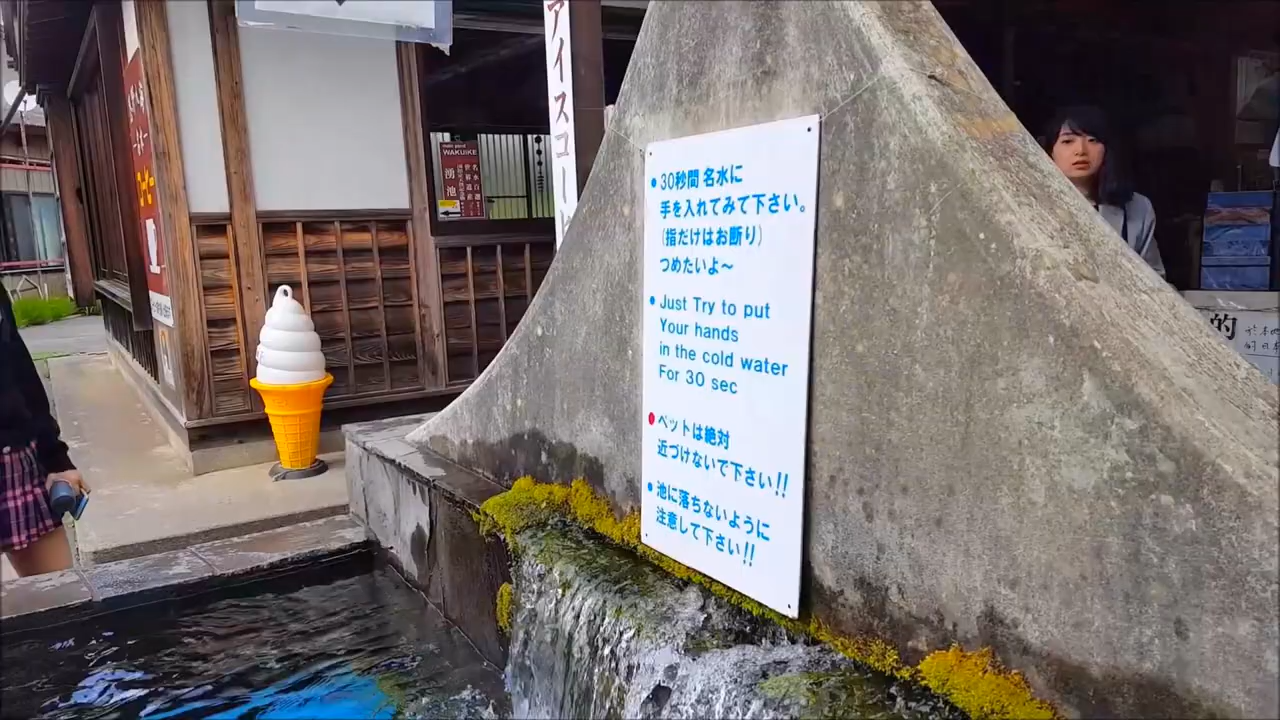 アイスコーヒ
mizu yard
WAKUIKE
湧池
30秒間 名水に
手を入れてみて下さい。
(指だけはお断り)
つめたいよ～
Just Try to put
Your hands
in the cold water
For 30 sec
ペットは絶対
近づけないで下さい!!
池に落ちないように
注意して下さい!!
的